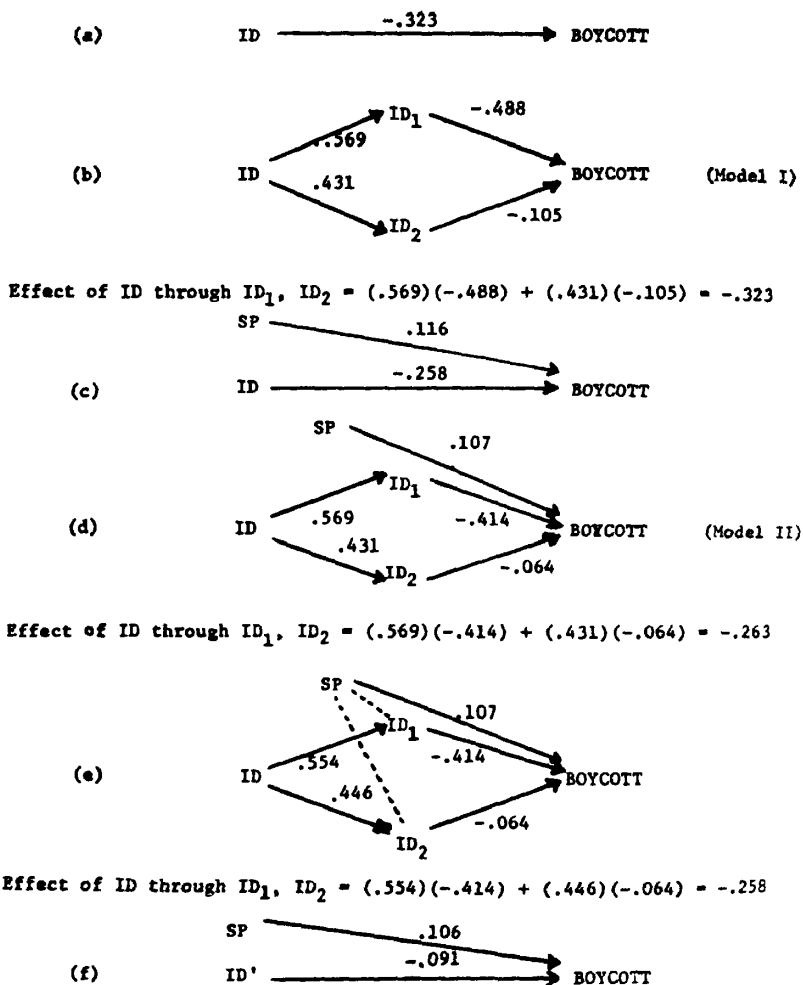 -.323
(a) ID BOYCOTT
ID1 -.488
.569
(b) ID BOYCOTT (Model I)
.431
ID2 -.105
Effect of ID through ID1, ID2 = (.569)(-.488) + (.431)(-.105) = -.323
SP .116
-.258
(c) ID BOYCOTT
SP .107
ID1
.569 -.414
(d) ID BOYCOTT (Model II)
.431 -.064
ID2
Effect of ID through ID1, ID2 = (.569)(-.414) + (.431)(-.064) = -.263
SP .107
ID1
.554 -.414
(e) ID BOYCOTT
.446 -.064
ID2
Effect of ID through ID1, ID2 = (.554)(-.414) + (.446)(-.064) = -.258
SP .106
-.091
(f) ID' BOYCOTT